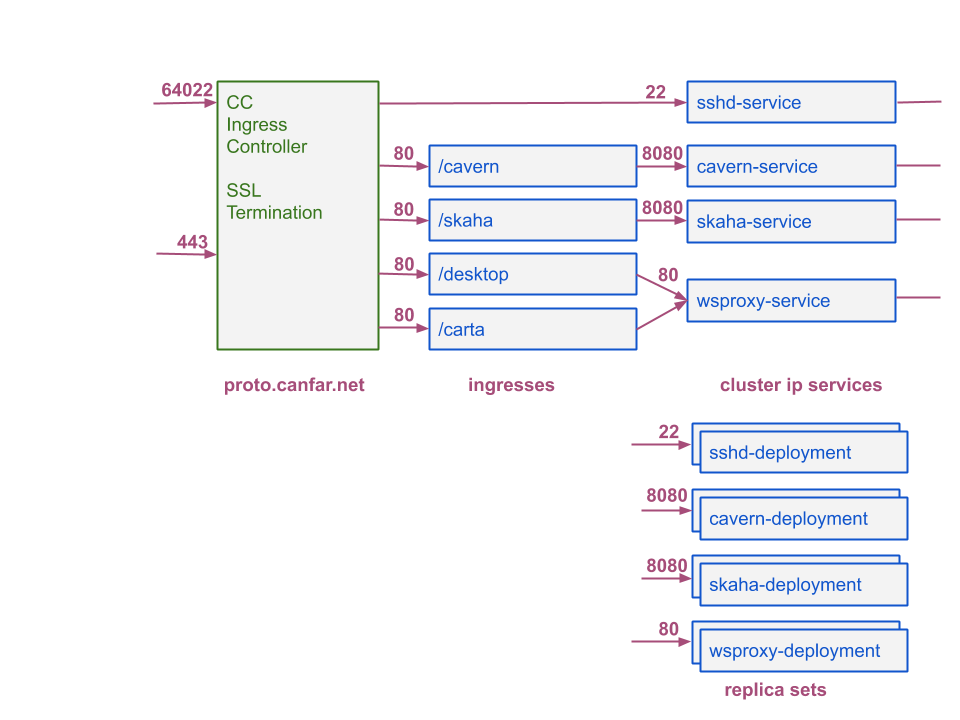 64022
22
CC
Ingress
Controller
SSL
Termination
sshd-service
80
/cavern
8080
cavern-service
80
/skaha
8080
skaha-service
443
80
/desktop
80
wsproxy-service
80
/carta
proto.canfar.net
ingresses
cluster ip services
22
sshd-deployment
8080
cavern-deployment
8080
skaha-deployment
80
wsproxy-deployment
replica sets